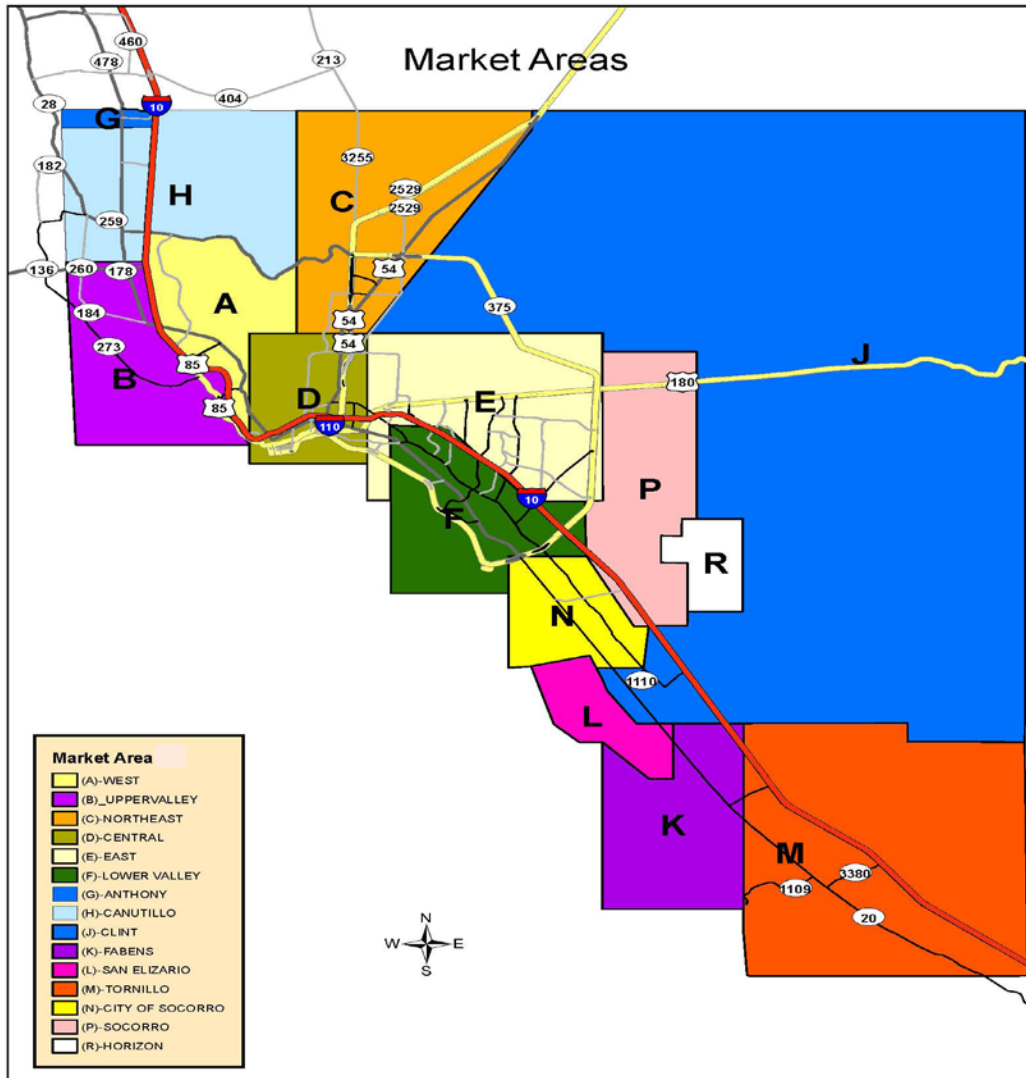 460
478
213
Market Areas
28
10
404
G
3255
182
H
2529
C
2529
259
136
260
178
54
A
375
184
54
54
273
J
85
B
180
85
D
E
110
P
10
F
R
N
1110
L
Market Area
(A)-WEST
(B)_UPPERVALLEY
(C)-NORTHEAST
(D)-CENTRAL
(E)-EAST
(F)-LOWER VALLEY
(G)-ANTHONY
(H)-CANUTILLO
(J)-CLINT
(K)-FABENS
(L)-SAN ELIZARIO
(M)-TORNILLO
(N)-CITY OF SOCORRO
(P)-SOCORRO
(R)-HORIZON
K
M
3380
1109
20
N
W E
S